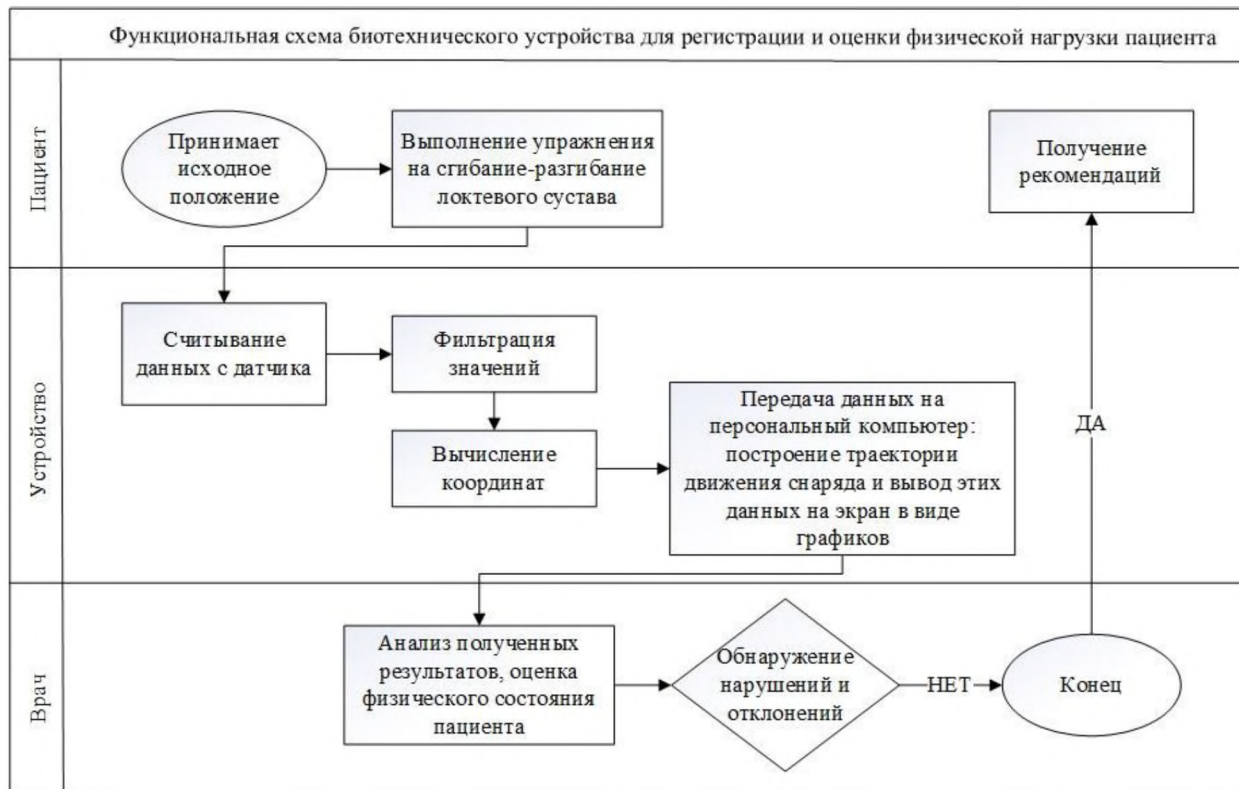 Функциональная схема биотехнического устройства для регистрации и оценки физической нагрузки пациента
Пациент
Принимает
исходное
положение
Выполнение упражнения
на сгибание-разгибание
локтевого сустава
Получение
рекомендаций
Устройство
Считывание
данных с датчика
Фильтрация
значений
Вычисление
координат
Передача данных на
персональный компьютер:
построение траектории
движения снаряда и вывод этих
данных на экран в виде
графиков
ДА
Врач
Анализ полученных
результатов, оценка
физического состояния
пациента
Обнаружение
нарушений и
отклонений
НЕТ
Конец